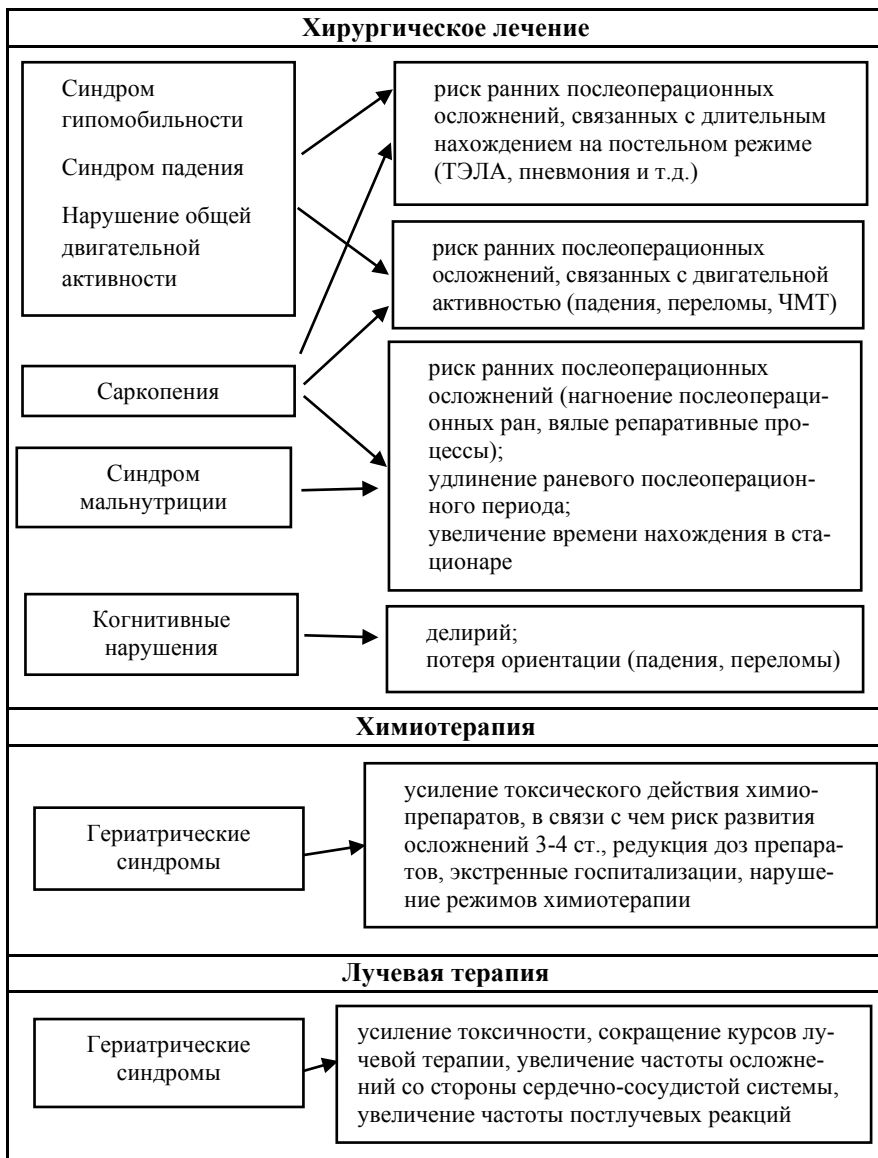 Хирургическое лечение
Синдром
гипомобильности
Синдром падения
Нарушение общей
двигательной
активности
риск ранних послеоперационных
осложнений, связанных с длительным
нахождением на постельном режиме
(ТЭЛА, пневмония и т.д.)
риск ранних послеоперационных
осложнений, связанных с двигательной
активностью (падения, переломы, ЧМТ)
Саркопения
Синдром
мальнутриции
риск ранних послеоперационных
осложнений (нагноение послеопераци-
онных ран, вялые репаративные про-
цессы);
удлинение раневого послеоперацион-
ного периода;
увеличение времени нахождения в ста-
ционаре
Когнитивные
нарушения
делирий;
потеря ориентации (падения, переломы)
Химиотерапия
Гериатрические
синдромы
усиление токсического действия химио-
препаратов, в связи с чем риск развития
осложнений 3-4 ст., редукция доз препара-
тов, экстренные госпитализации, наруше-
ние режимов химиотерапии
Лучевая терапия
Гериатрические
синдромы
усиление токсичности, сокращение курсов лу-
чевой терапии, увеличение частоты осложне-
ний со стороны сердечно-сосудистой системы,
увеличение частоты постлучевых реакций